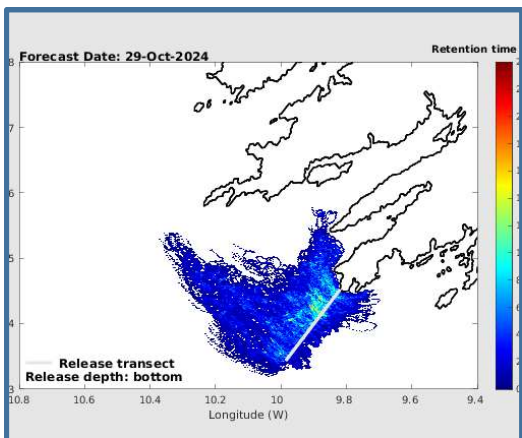 Forecast Date: 29-Oct-2024
Retention time
8
7
6
5
4
3
Release transect
Release depth: bottom
10.8
10.6
10.4
10.2
10
9.8
9.6
9.4
Longitude (W)